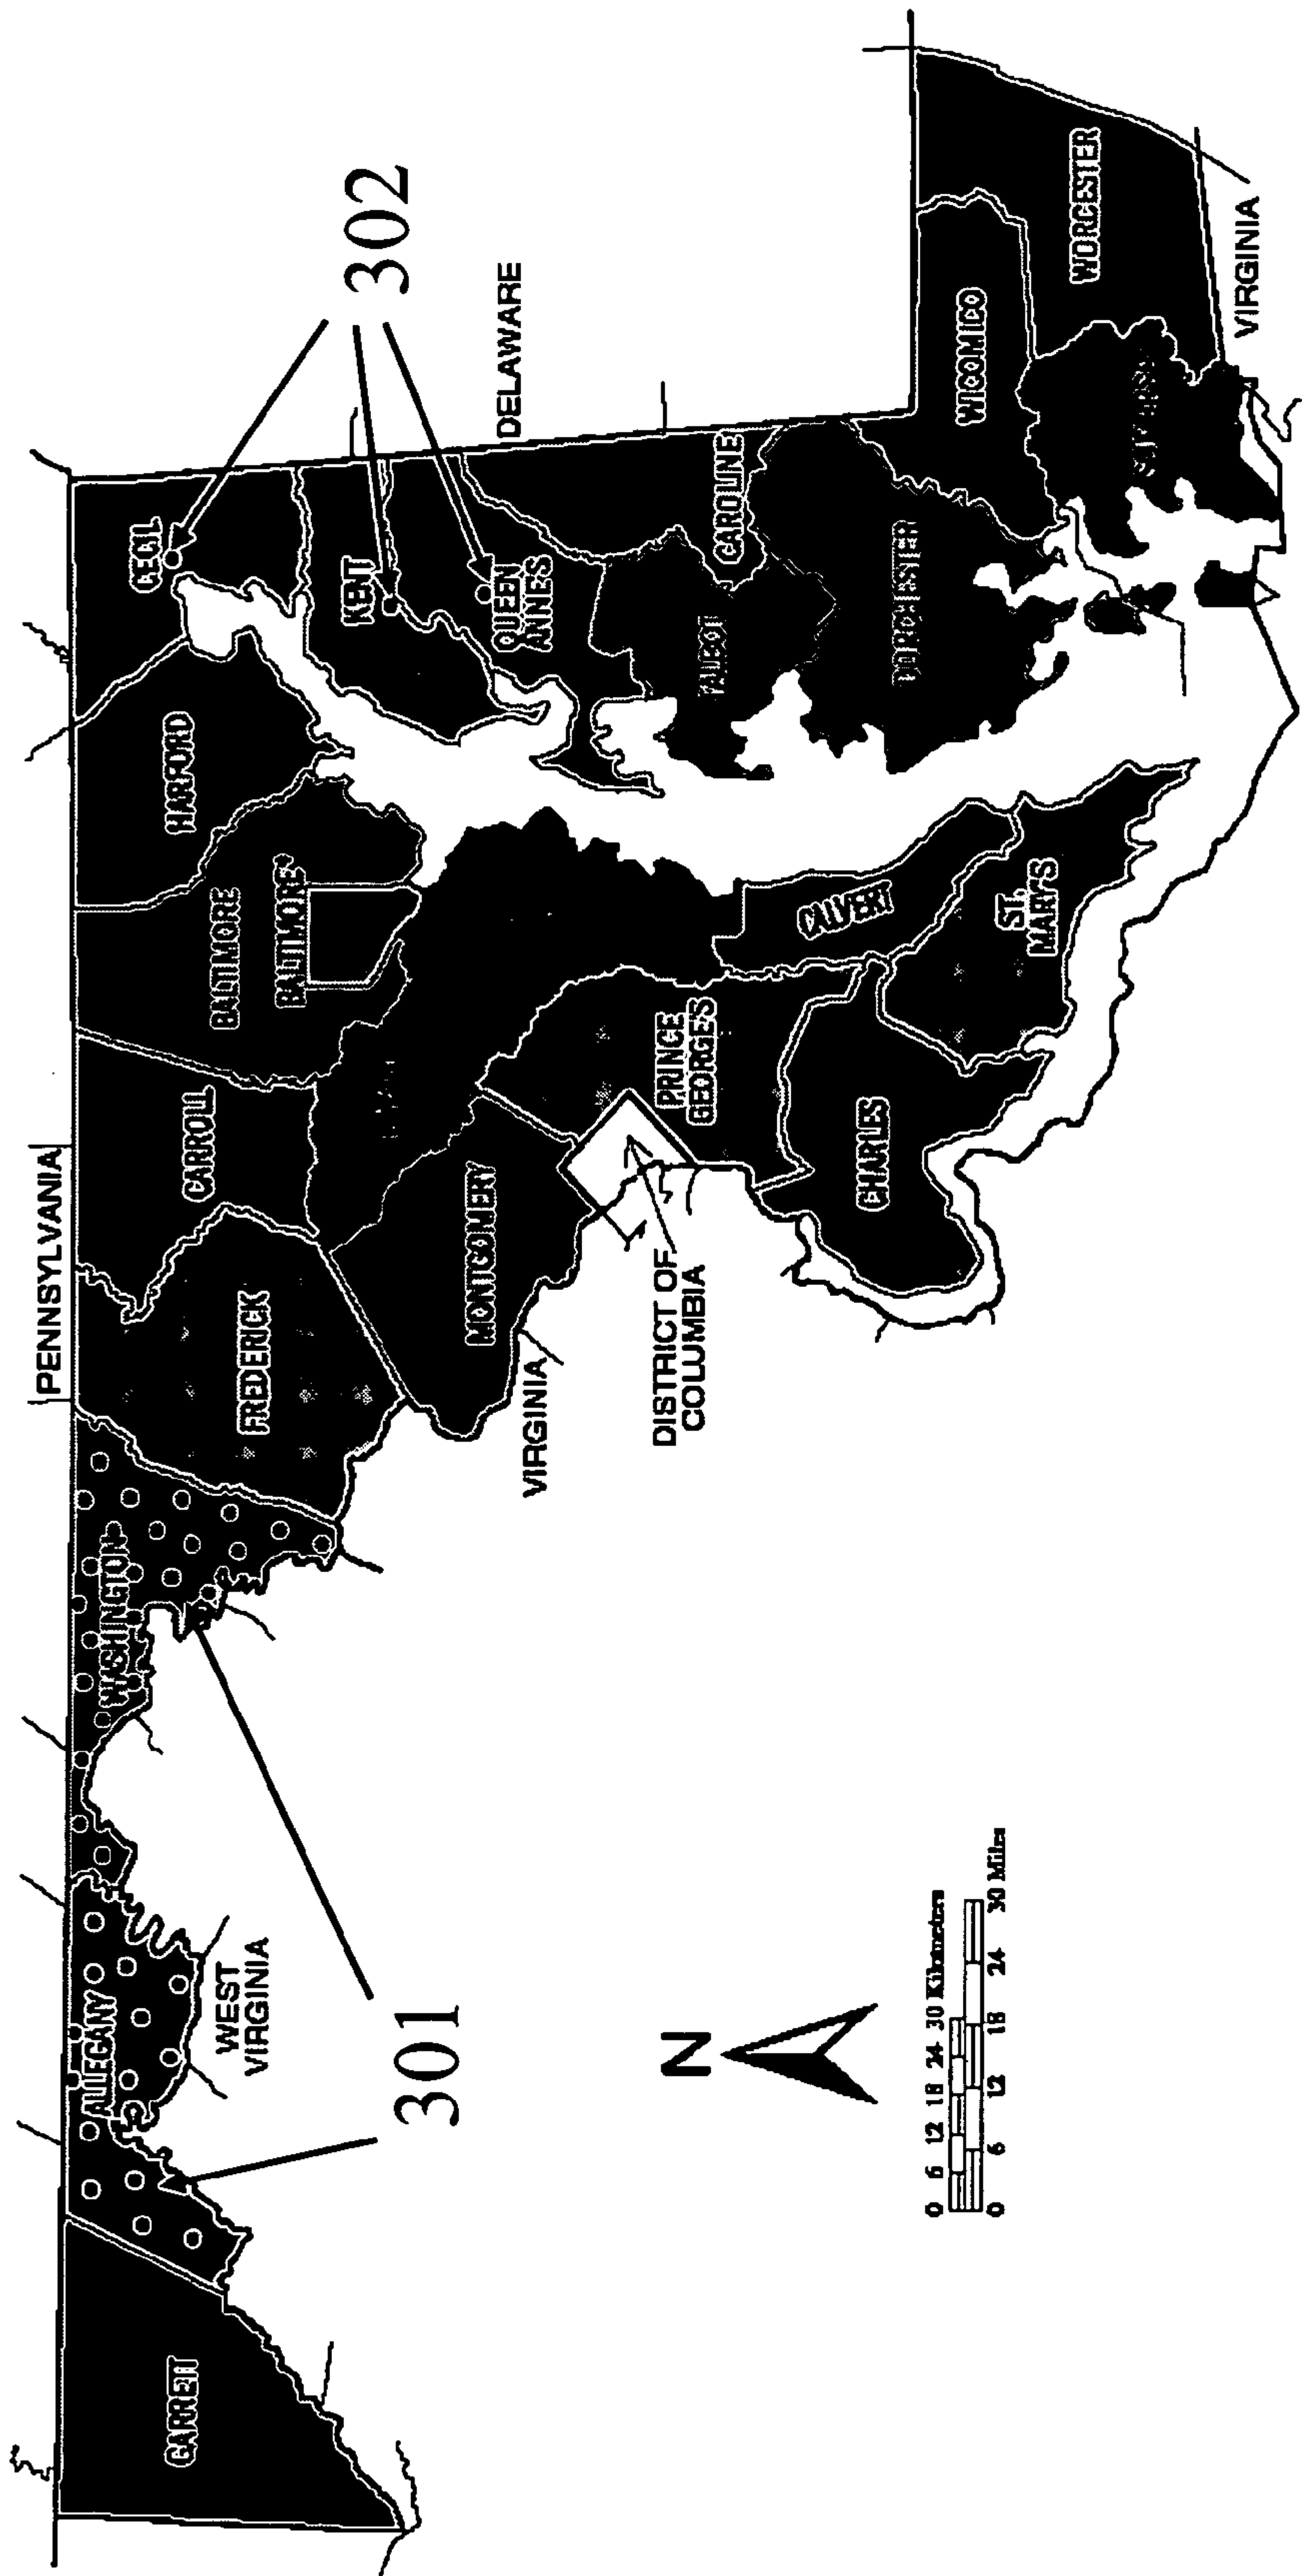 PENNSYLVANIA
GARRETT
ALLEGANY
WASHINGTON
FREDERICK
CARROLL
BALTIMORE
BALTIMORE
HARFORD
CECIL
KENT
QUEEN
ANNE'S
302
DELAWARE
WEST
VIRGINIA
301
MONTGOMERY
VIRGINIA
DISTRICT OF
COLUMBIA
PRINCE
GEORGE'S
TALBOT
CAROLINE
CALVERT
CHARLES
ST.
MARY'S
DORCHESTER
WICOMICO
WORCESTER
VIRGINIA
N
0 6 12 18 24 30 Kilometers
0 6 12 18 24 30 Miles